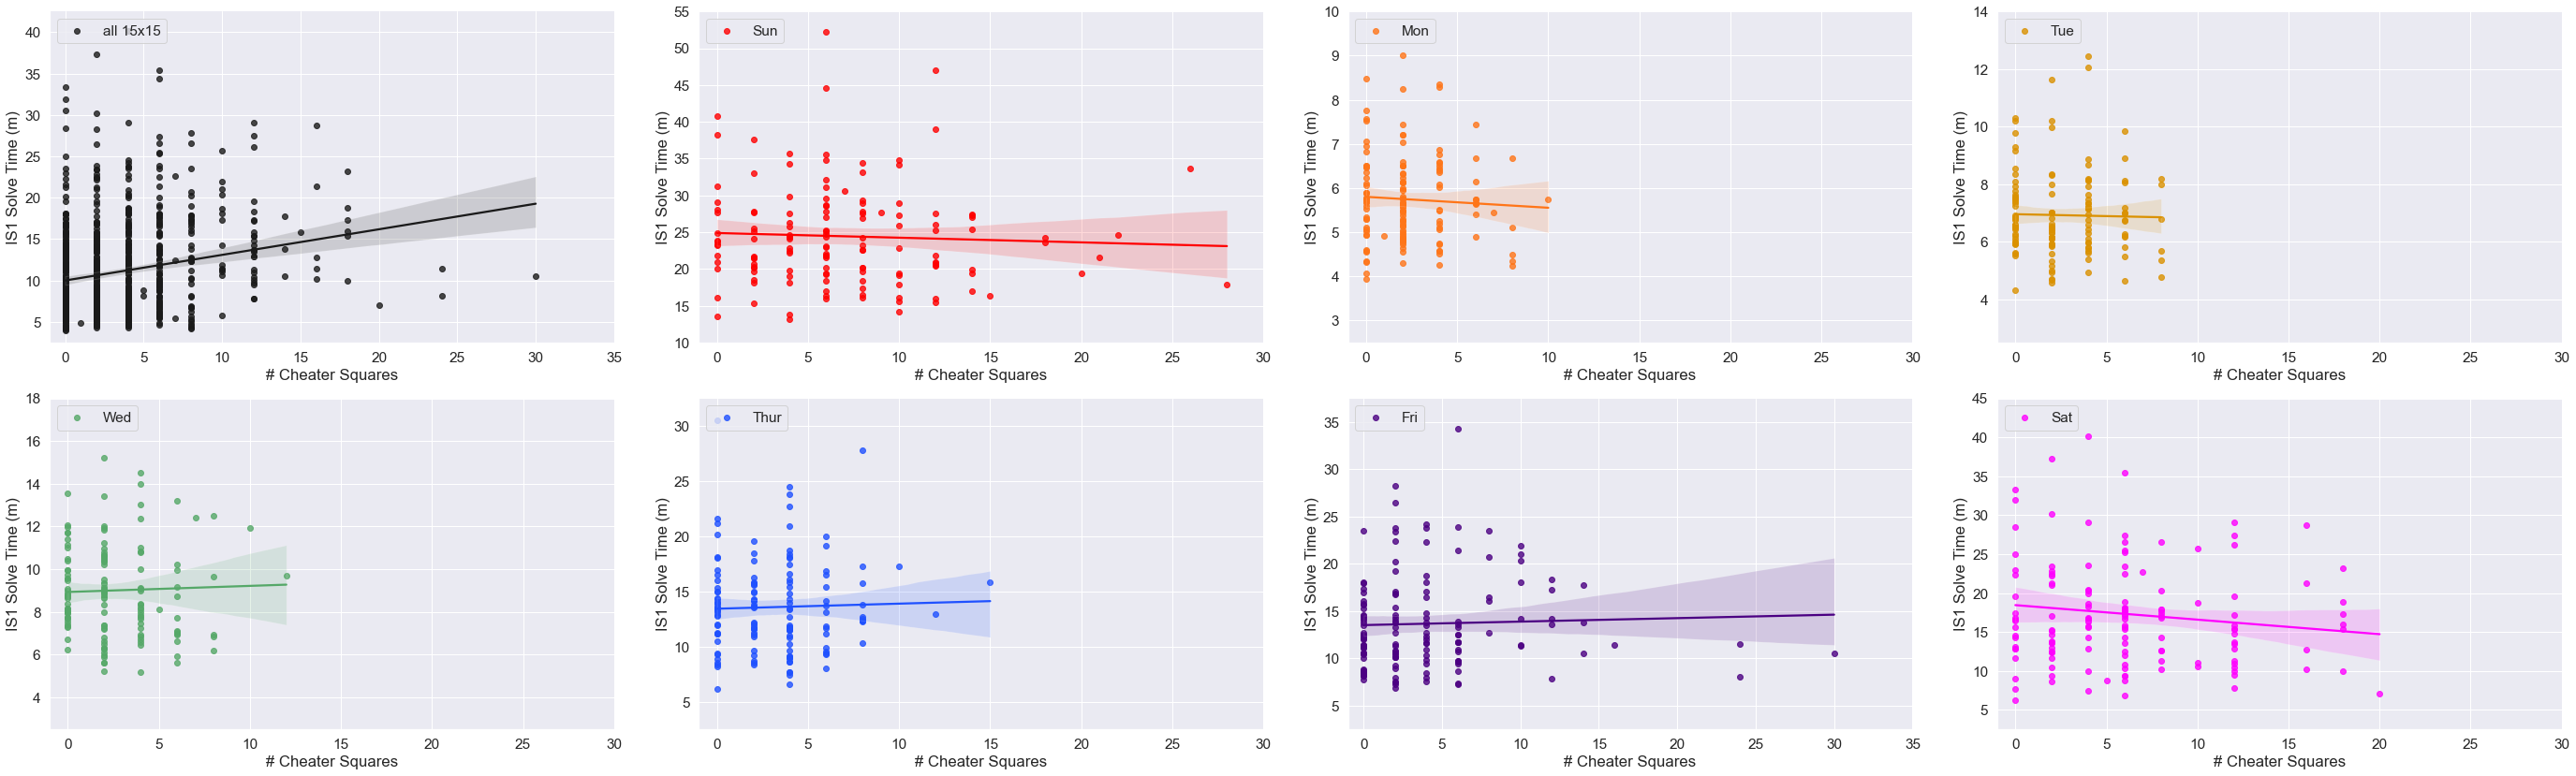 all 15x15
IS1 Solve Time (m)
40
35
30
25
20
15
10
5
0 5 10 15 20 25 30 35
# Cheater Squares
Sun
IS1 Solve Time (m)
55
50
45
40
35
30
25
20
15
10
0 5 10 15 20 25 30
# Cheater Squares
Mon
IS1 Solve Time (m)
10
9
8
7
6
5
4
3
0 5 10 15 20 25 30
# Cheater Squares
Tue
IS1 Solve Time (m)
14
12
10
8
6
4
0 5 10 15 20 25 30
# Cheater Squares
Wed
IS1 Solve Time (m)
18
16
14
12
10
8
6
4
0 5 10 15 20 25 30
# Cheater Squares
Thur
IS1 Solve Time (m)
30
25
20
15
10
5
0 5 10 15 20 25 30
# Cheater Squares
Fri
IS1 Solve Time (m)
35
30
25
20
15
10
5
0 5 10 15 20 25 30 35
# Cheater Squares
Sat
IS1 Solve Time (m)
45
40
35
30
25
20
15
10
5
0 5 10 15 20 25 30
# Cheater Squares